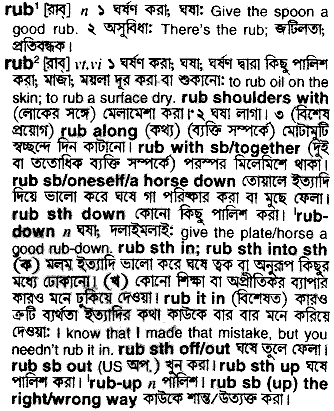 rub¹ [রাব্] n ১ ঘর্ষণ করা; ঘষা: Give the spoon a
good rub. ২ অসুবিধা: There's the rub; জটিলতা;
প্রতিবন্ধক।
rub² [রাব্] vt,vi ১ ঘর্ষণ করা; ঘষা; ঘর্ষণ দ্বারা কিছু পালিশ
করা; মাজা; ময়লা দূর করা বা শুকানো: to rub oil on the
skin; to rub a surface dry. rub shoulders with
(লোকের সঙ্গে) মেলামেশা করা। ২ ঘষা লাগা। ৩ (বিশেষ
প্রয়োগ) rub along (কথ্য) (ব্যক্তি সম্পর্কে) মোটামুটি
স্বচ্ছন্দে দিন কাটানো। rub with sb/together (দুই
বা ততোধিক ব্যক্তি সম্পর্কে) পরস্পর মিলেমিশে থাকা।
rub sb/oneself/a horse down তোয়ালে ইত্যাদি
দিয়ে ভালো করে ঘষে গা পরিষ্কার করা বা মুছে ফেলা।
rub sth down কোনো কিছু পালিশ করা। ˈrub-
down n ঘষা; দলাইমলাই: give the plate/horse a
good rub-down. rub sth in; rub sth into sth
(ক) মলম ইত্যাদি ভালো করে ঘষে ত্বক বা অনুরূপ কিছুর
মধ্যে ঢোকানো। (খ) কোনো শিক্ষা বা অপ্রীতিকর ব্যাপার
কারও মনে ঢুকিয়ে দেওয়া। rub it in (বিশেষত) কারও
ত্রুটি ব্যর্থতা ইত্যাদির কথা কাউকে বার বার মনে করিয়ে
দেওয়া: I know that I made that mistake, but you
needn't rub it in. rub sth off/out ঘষে তুলে ফেলা।
rub sb out (US অপ.) খুন করা। rub sth up ঘষে
পালিশ করা। ˈrub-up n পালিশ। rub sb (up) the
right/wrong way কাউকে শান্ত/উত্যক্ত করা।